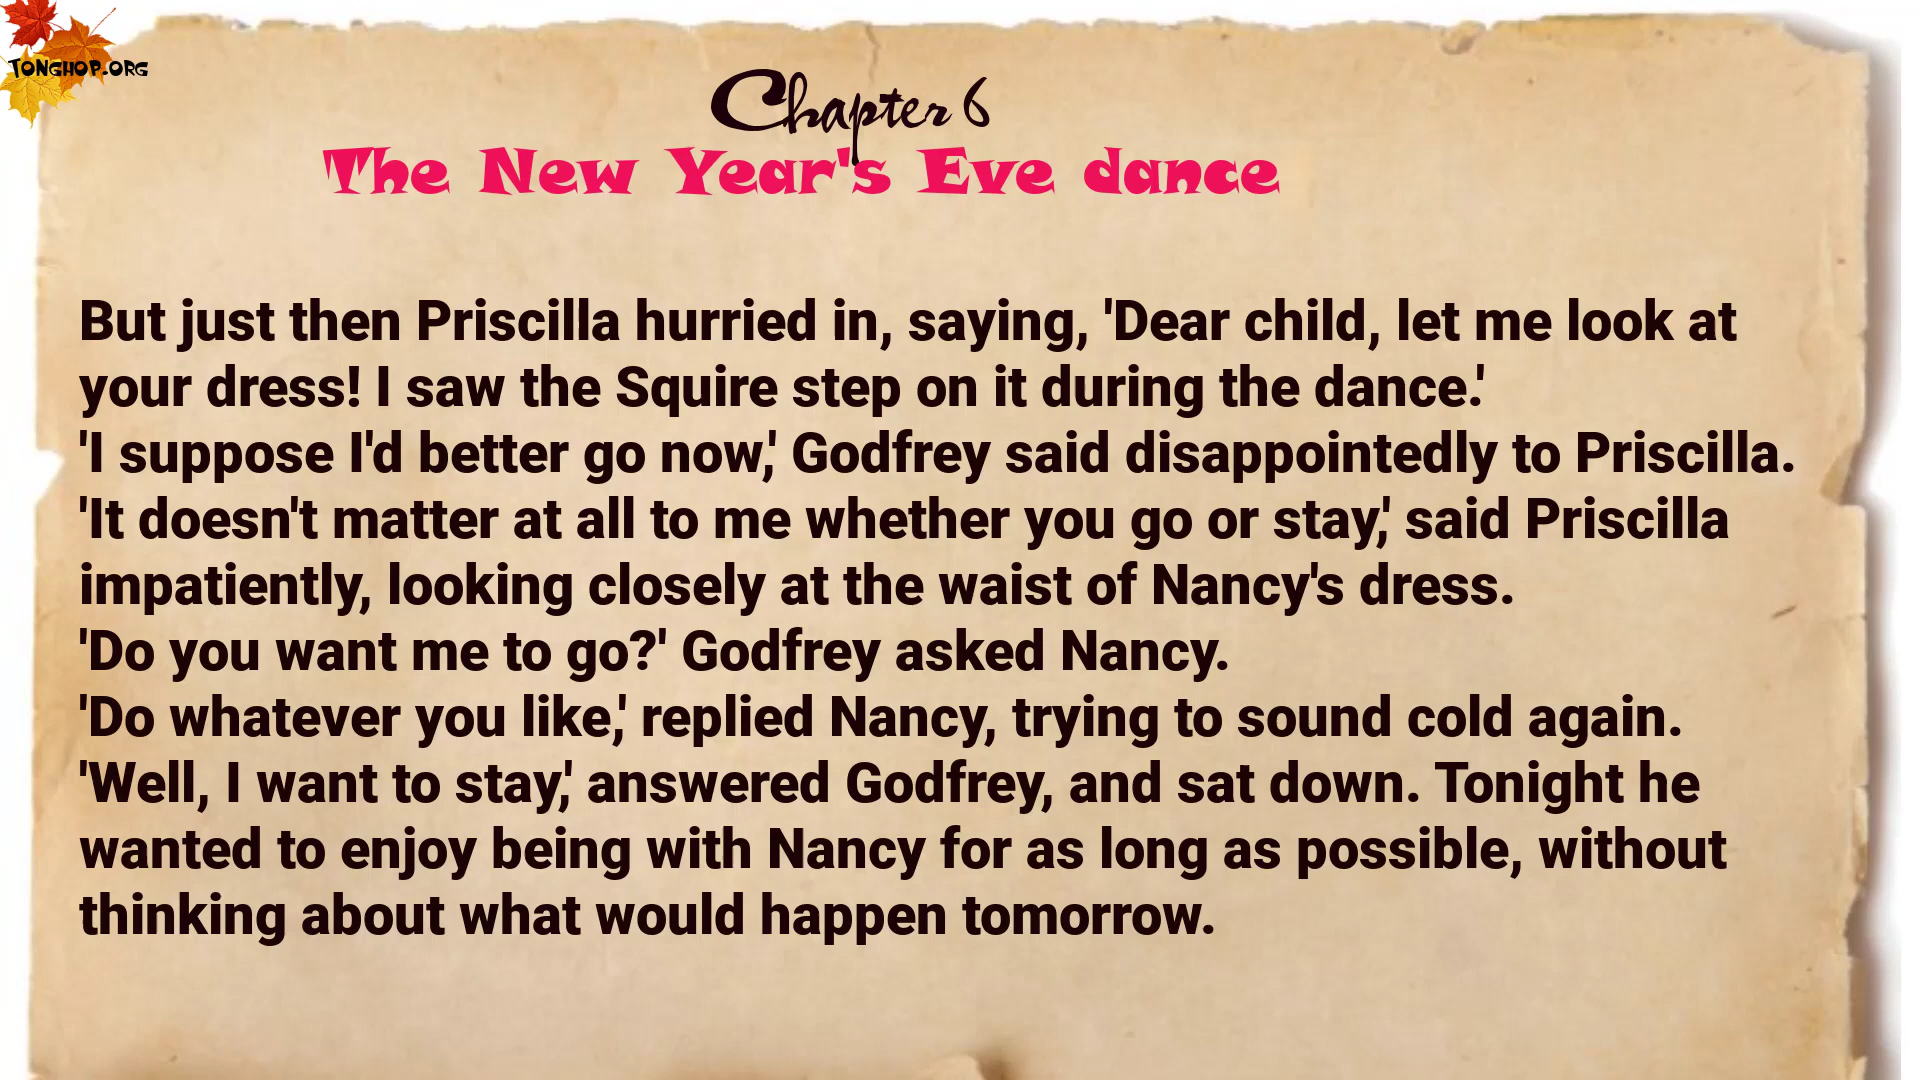 TONGHOP.ORG
Chapter 6
The New Year's Eve dance
But just then Priscilla hurried in, saying, 'Dear child, let me look at
your dress! I saw the Squire step on it during the dance.'
'I suppose I'd better go now,' Godfrey said disappointedly to Priscilla.
'It doesn't matter at all to me whether you go or stay,' said Priscilla
impatiently, looking closely at the waist of Nancy's dress.
'Do you want me to go?' Godfrey asked Nancy.
'Do whatever you like,' replied Nancy, trying to sound cold again.
'Well, I want to stay,' answered Godfrey, and sat down. Tonight he
wanted to enjoy being with Nancy for as long as possible, without
thinking about what would happen tomorrow.